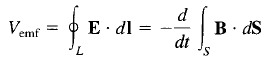 V_emf = ∮_L E · dl = − d/dt ∫_S B · dS